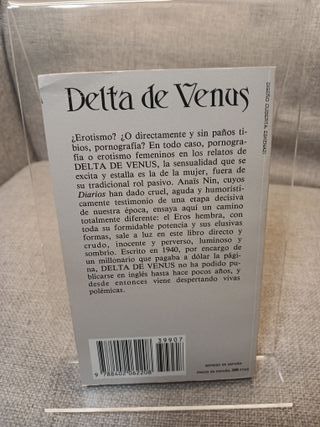 Delta de Venus
¿Erotismo? ¿O directamente y sin paños ti-
bios, pornografía? En todo caso, pornogra-
fía o erotismo femeninos en los relatos de
DELTA DE VENUS, la sensualidad que se
excita y estalla es la de la mujer, fuera de
su tradicional rol pasivo. Anaïs Nin, cuyos
Diarios han dado cruel, aguda y humorísti-
camente testimonio de una etapa decisiva
de nuestra época, ensaya aquí un camino
totalmente diferente: el Eros hembra, con
toda su formidable potencia y sus elusivas
formas, sale a luz en este libro directo y
crudo, inocente y perverso, luminoso y
sombrío. Escrito en 1940, por encargo de
un millonario que pagaba a dólar la pági-
na, DELTA DE VENUS no ha podido pu-
blicarse en inglés hasta hace pocos años, y
desde entonces viene despertando vivas
polémicas.
39907
9 788402 062208